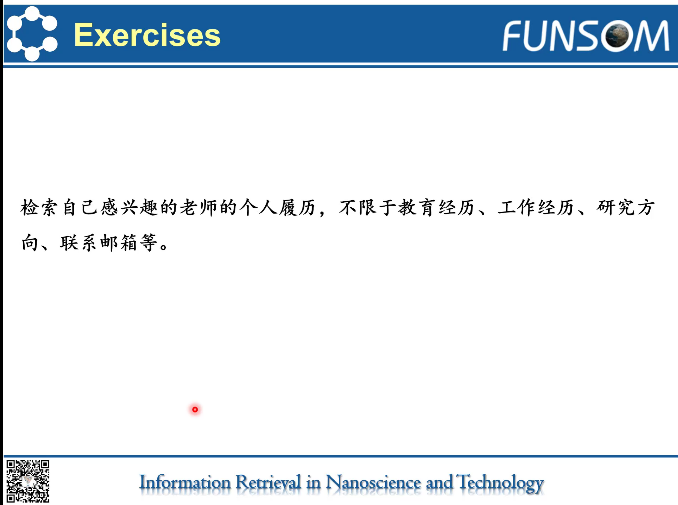 Exercises
FUNSOM
检索自己感兴趣的老师的个人履历，不限于教育经历、工作经历、研究方
向、联系邮箱等。
Information Retrieval in Nanoscience and Technology